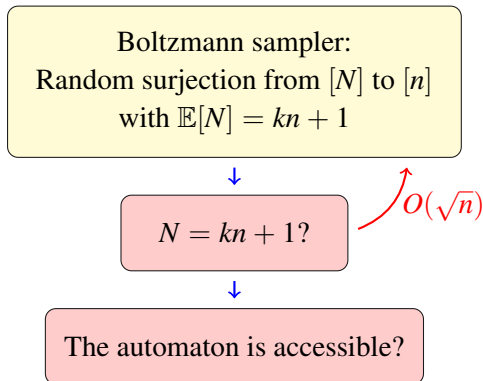 Boltzmann sampler:
Random surjection from [N] to [n]
with 𝔼[N] = kn + 1
O(√n)
N = kn + 1?
The automaton is accessible?